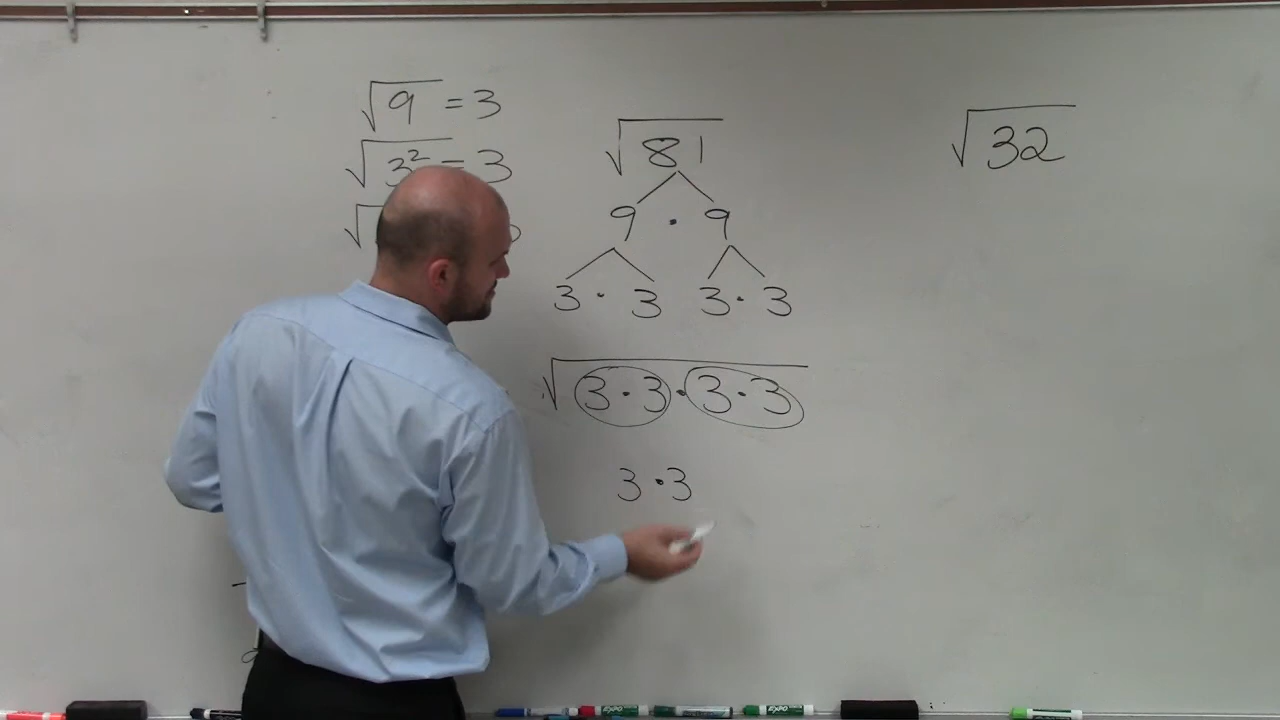 √9 = 3
√3² = 3
√81
9 · 9
3 · 3 3 · 3
√3 · 3 · 3 · 3
3 · 3
√32